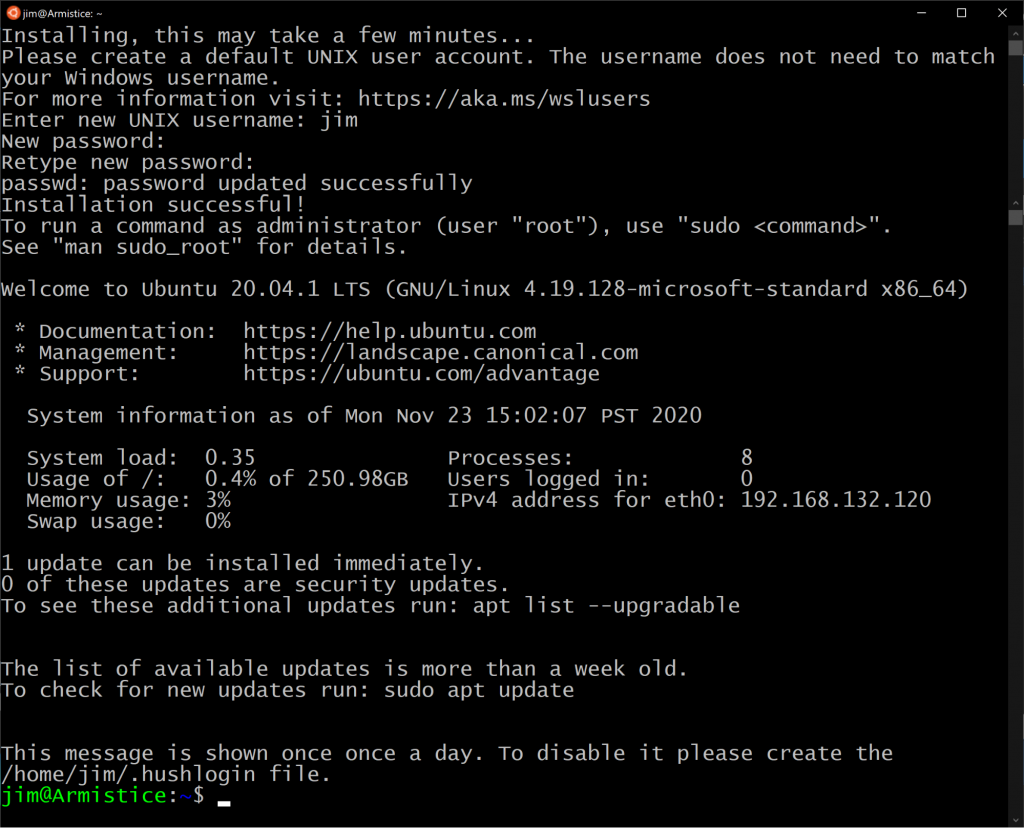 jim@Armistice: ~
Installing, this may take a few minutes...
Please create a default UNIX user account. The username does not need to match
your Windows username.
For more information visit: https://aka.ms/wslusers
Enter new UNIX username: jim
New password:
Retype new password:
passwd: password updated successfully
Installation successful!
To run a command as administrator (user "root"), use "sudo <command>".
See "man sudo_root" for details.

Welcome to Ubuntu 20.04.1 LTS (GNU/Linux 4.19.128-microsoft-standard x86_64)

 * Documentation:  https://help.ubuntu.com
 * Management:     https://landscape.canonical.com
 * Support:        https://ubuntu.com/advantage

  System information as of Mon Nov 23 15:02:07 PST 2020

  System load:  0.35               Processes:             8
  Usage of /:   0.4% of 250.98GB   Users logged in:       0
  Memory usage: 3%                 IPv4 address for eth0: 192.168.132.120
  Swap usage:   0%

1 update can be installed immediately.
0 of these updates are security updates.
To see these additional updates run: apt list --upgradable

The list of available updates is more than a week old.
To check for new updates run: sudo apt update

This message is shown once once a day. To disable it please create the
/home/jim/.hushlogin file.
jim@Armistice:~$